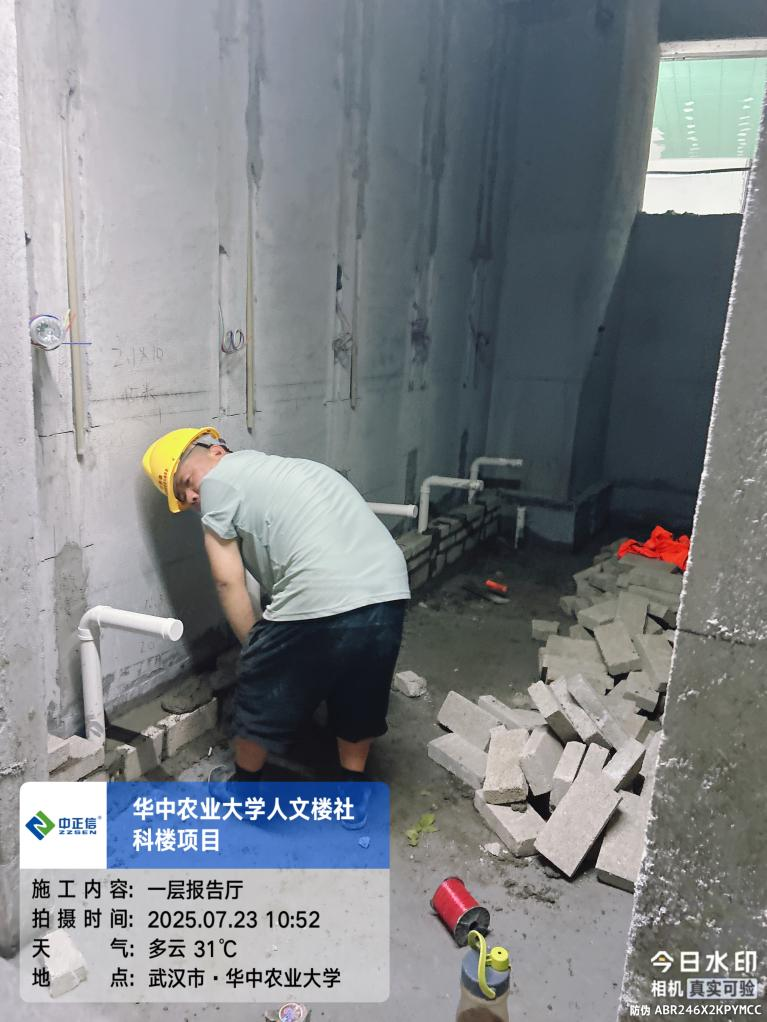 中正信®
ZZSEN
华中农业大学人文楼社
科楼项目
施工内容: 一层报告厅
拍摄时间: 2025.07.23 10:52
天气: 多云 31℃
地点: 武汉市·华中农业大学
今日水印
相机 真实可验
防伪 ABR246X2KPYMCC